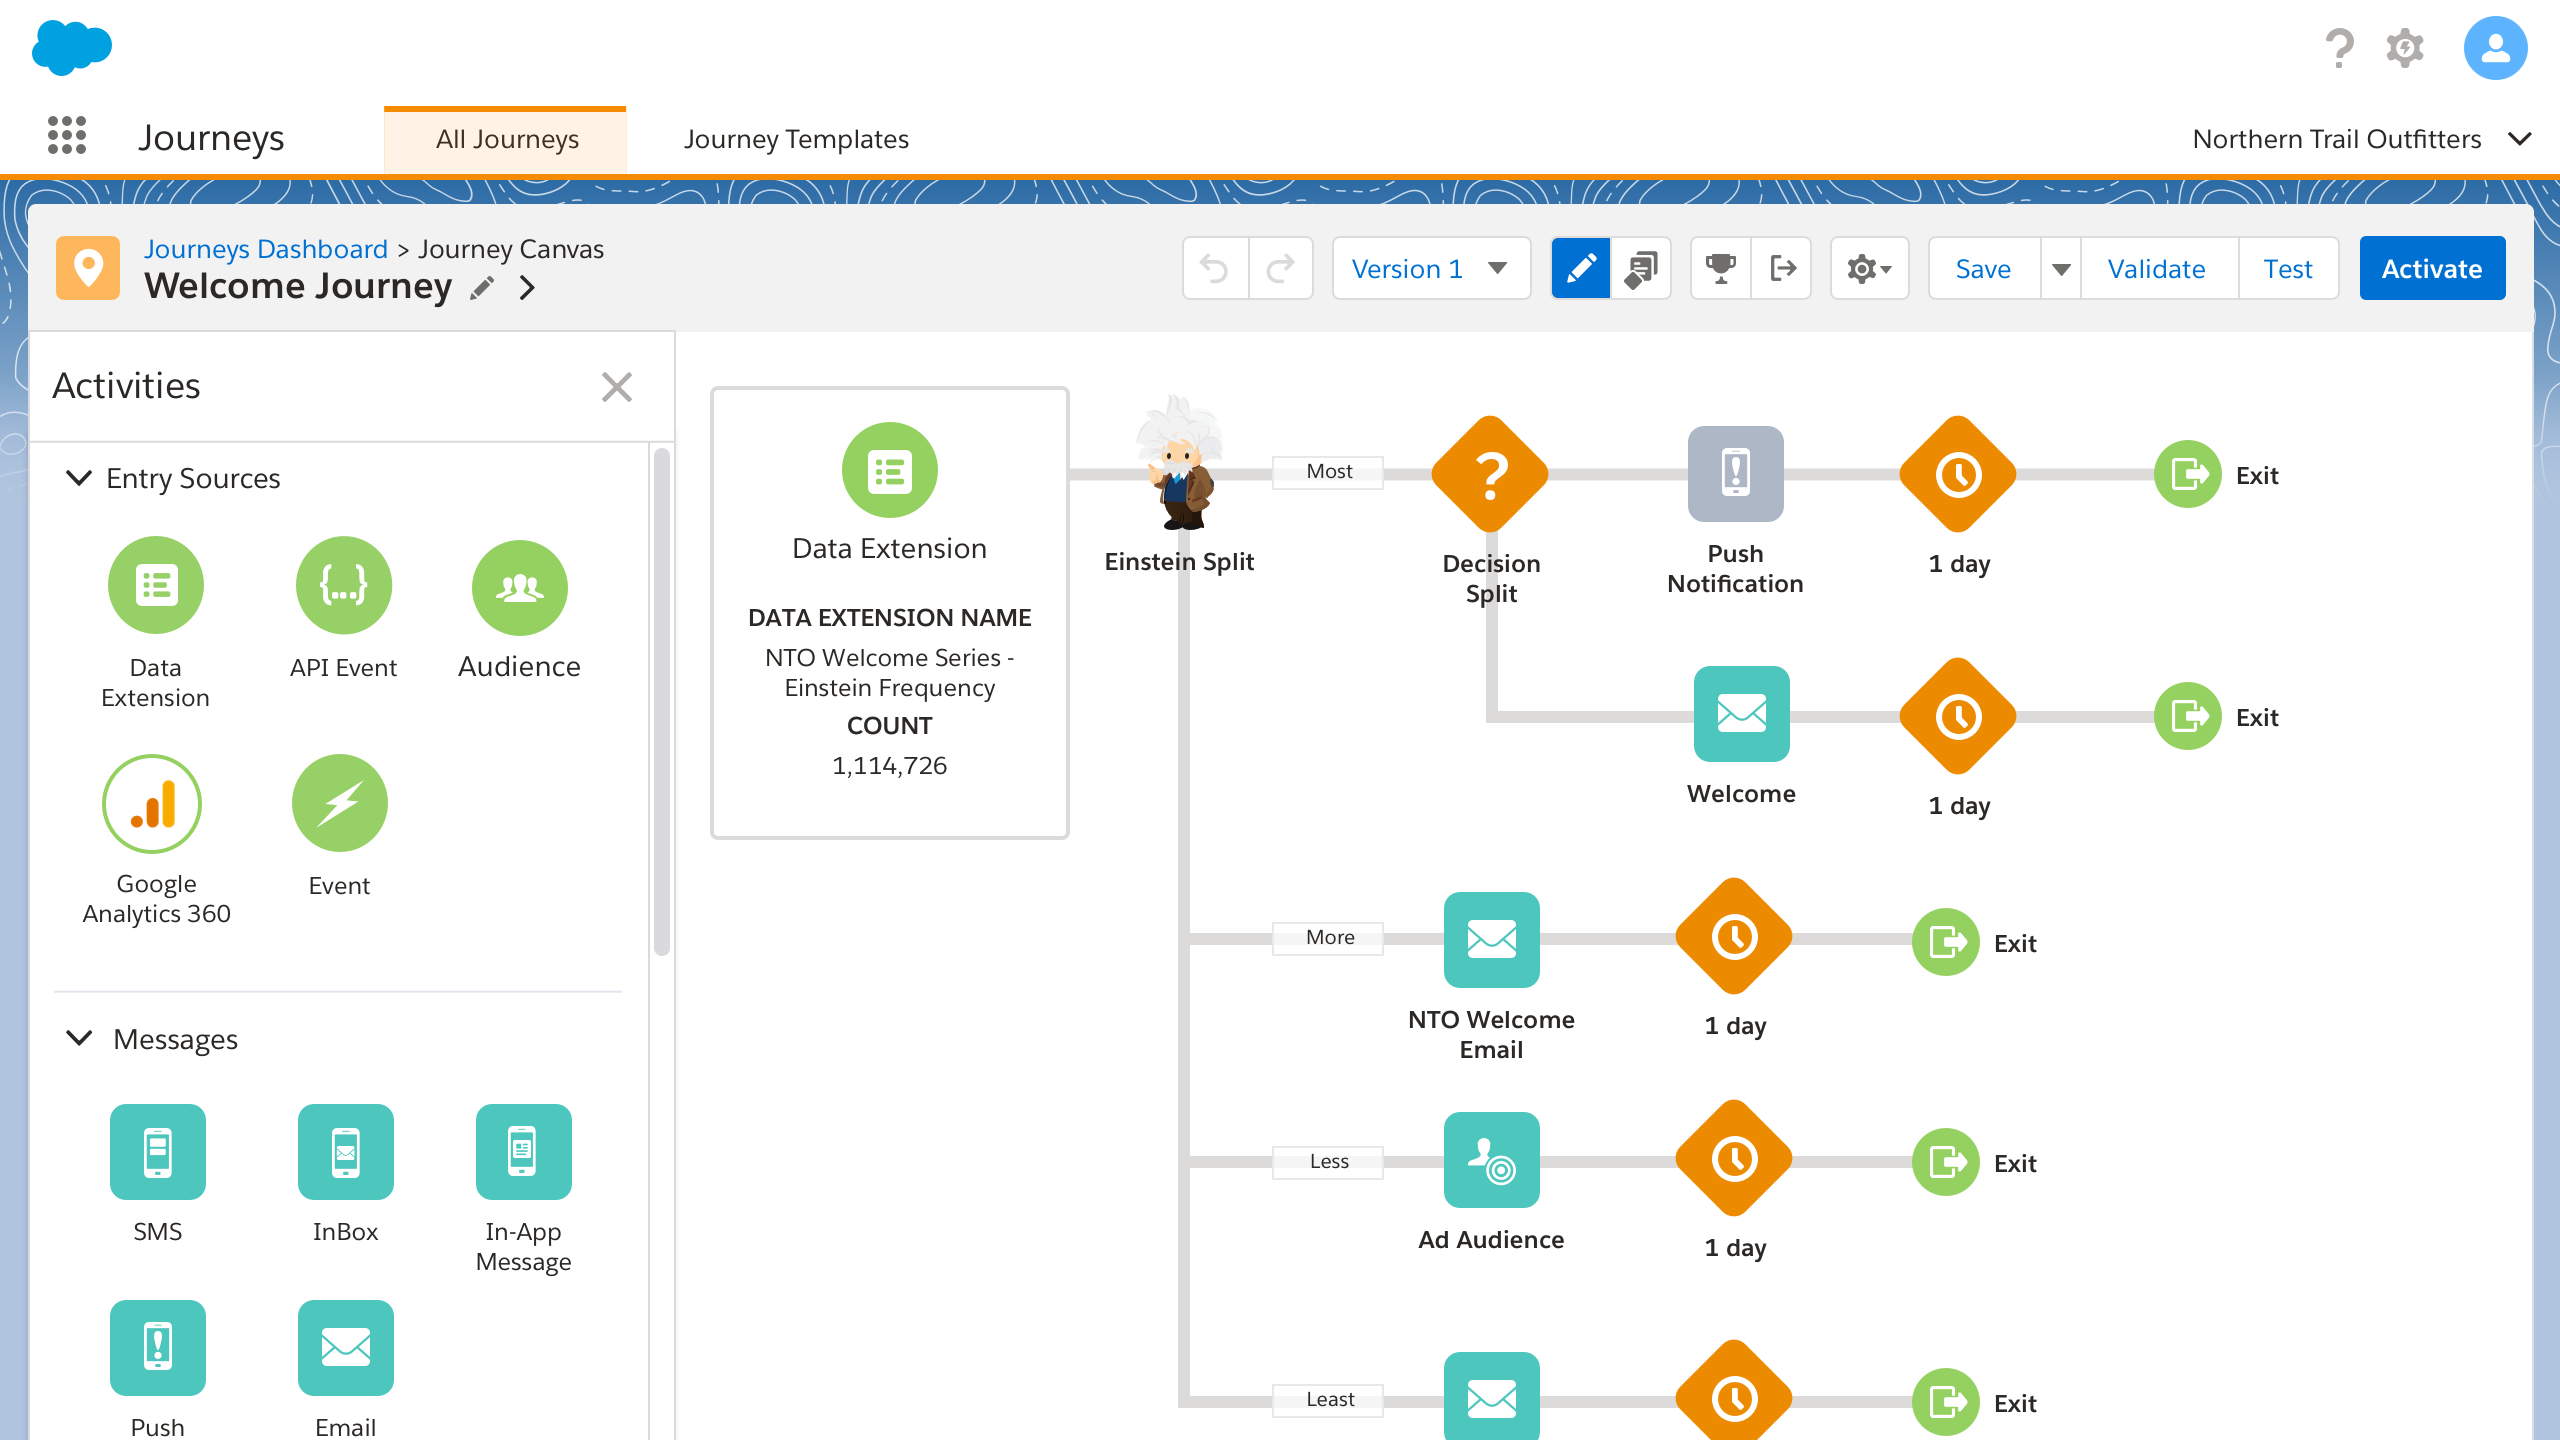 Journeys
All Journeys
Journey Templates
Northern Trail Outfitters
Journeys Dashboard > Journey Canvas
Welcome Journey
Version 1
Save
Validate
Test
Activate
Activities
Entry Sources
Data
Extension
API Event
Audience
Google
Analytics 360
Event
Messages
SMS
InBox
In-App
Message
Push
Email
Data Extension
DATA EXTENSION NAME
NTO Welcome Series -
Einstein Frequency
COUNT
1,114,726
Einstein Split
Most
Decision
Split
Push
Notification
1 day
Exit
Welcome
1 day
Exit
More
NTO Welcome
Email
1 day
Exit
Less
Ad Audience
1 day
Exit
Least
Exit